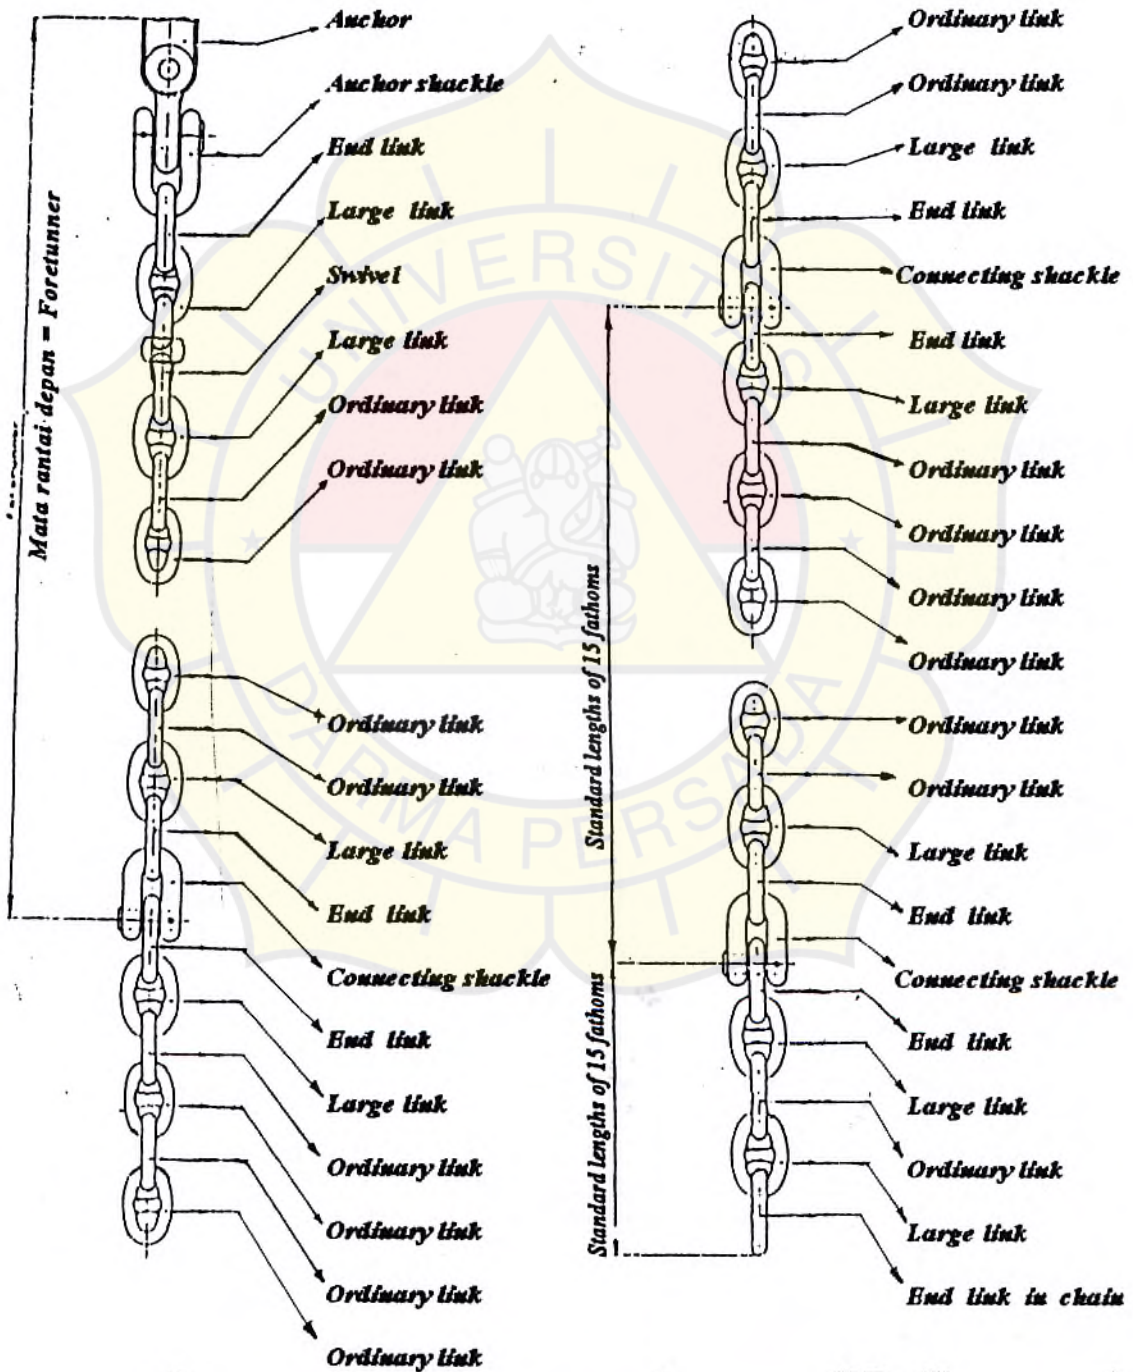 Anchor
Anchor shackle
End link
Large link
Swivel
Large link
Ordinary link
Ordinary link
Mata rantai depan = Foretunner
Ordinary link
Ordinary link
Large link
End link
Connecting shackle
End link
Large link
Ordinary link
Ordinary link
Ordinary link
Ordinary link
Ordinary link
Ordinary link
Large link
End link
Connecting shackle
End link
Large link
Ordinary link
Ordinary link
Ordinary link
Ordinary link
Standard lengths of 15 fathoms
Ordinary link
Ordinary link
Large link
End link
Connecting shackle
End link
Large link
Ordinary link
Large link
End link in chain
Standard lengths of 15 fathoms
UNIVERSITAS
DARMA PERSADA